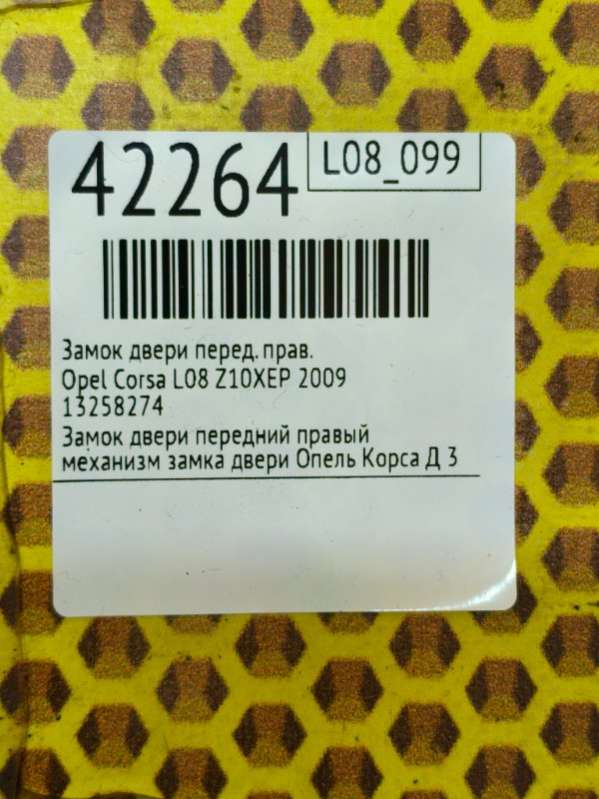 42264
L08_099
Замок двери перед. прав.
Opel Corsa L08 Z10XEP 2009
13258274
Замок двери передний правый
механизм замка двери Опель Корса Д 3